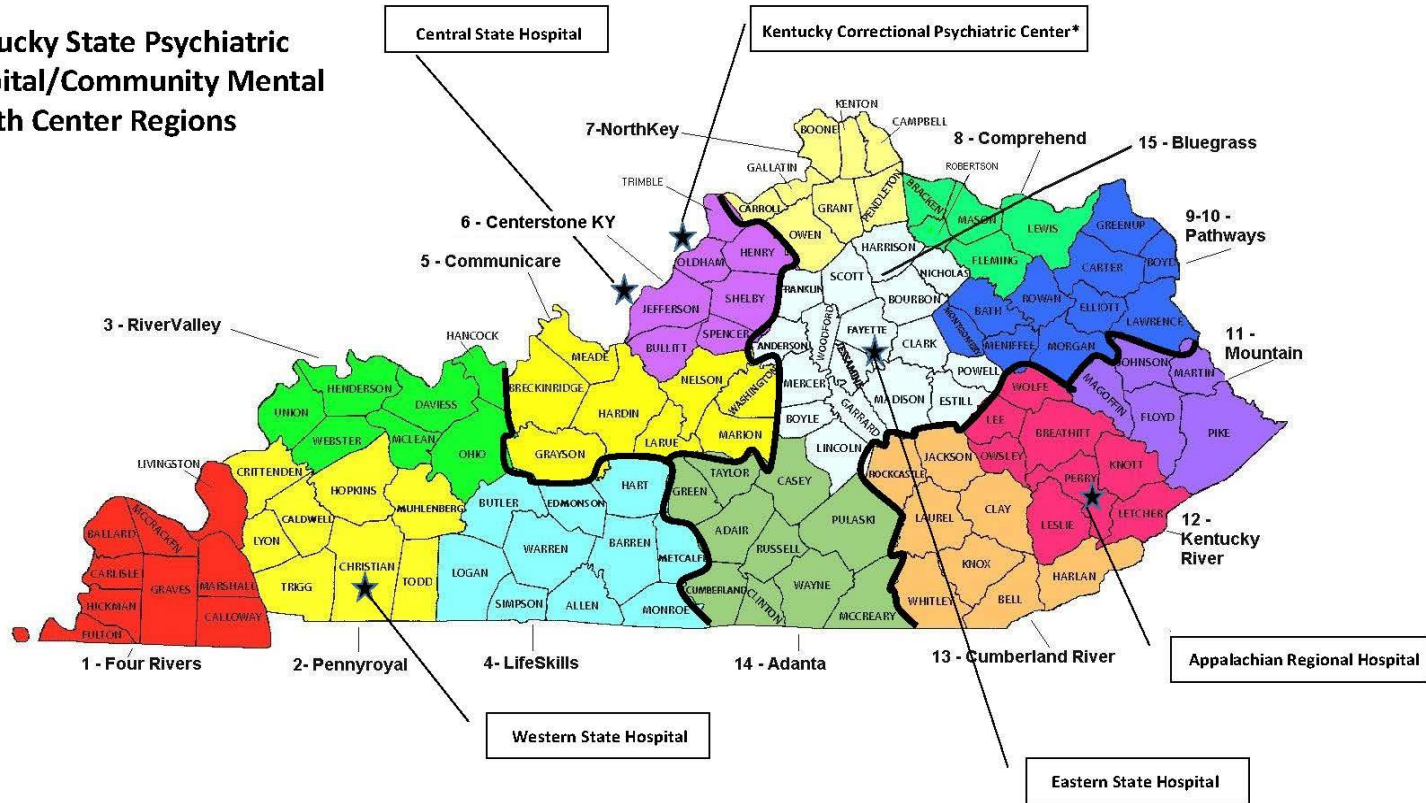 ucky State Psychiatric
pital/Community Mental
th Center Regions
Central State Hospital
Kentucky Correctional Psychiatric Center*
7-NorthKey
8 - Comprehend
15 - Bluegrass
6 - Centerstone KY
5 - Communicare
9-10 -
Pathways
3 - RiverValley
11 -
Mountain
12 -
Kentucky
River
1 - Four Rivers
2- Pennyroyal
4- LifeSkills
14 - Adanta
13 - Cumberland River
Appalachian Regional Hospital
Western State Hospital
Eastern State Hospital
KENTON
BOONE
CAMPBELL
GALLATIN
ROBERTSON
TRIMBLE
CARROLL
GRANT
PENDLETON
BRACKEN
MASON
LEWIS
GREENUP
OWEN
HARRISON
FLEMING
CARTER
BOYD
OLDHAM
HENRY
SCOTT
NICHOLAS
ROWAN
ELLIOTT
LAWRENCE
JEFFERSON
SHELBY
FRANKLIN
BOURBON
BATH
SPENCER
BULLITT
WOODFORD
FAYETTE
CLARK
MONTGOMERY
MENIFFEE
MORGAN
ANDERSON
JESSAMINE
POWELL
JOHNSON
MARTIN
HANCOCK
MEADE
BRECKINRIDGE
NELSON
WASHINGTON
MERCER
MADISON
ESTILL
WOLFE
MAGOFFIN
FLOYD
PIKE
HENDERSON
UNION
DAVIESS
HARDIN
BOYLE
GARRARD
LEE
BREATHITT
WEBSTER
MCLEAN
OHIO
GRAYSON
LARUE
MARION
LINCOLN
JACKSON
OWSLEY
KNOTT
LIVINGSTON
CRITTENDEN
HOPKINS
MUHLENBERG
BUTLER
EDMONSON
HART
GREEN
TAYLOR
CASEY
ROCKCASTLE
PERRY
CALDWELL
LYON
PULASKI
LAUREL
CLAY
LESLIE
LETCHER
BALLARD
MCCRACKEN
WARREN
BARREN
METCALFE
ADAIR
RUSSELL
CARLISLE
GRAVES
MARSHALL
TRIGG
CHRISTIAN
TODD
LOGAN
SIMPSON
ALLEN
MONROE
CUMBERLAND
CLINTON
WAYNE
MCCREARY
WHITLEY
KNOX
BELL
HARLAN
HICKMAN
CALLOWAY
FULTON